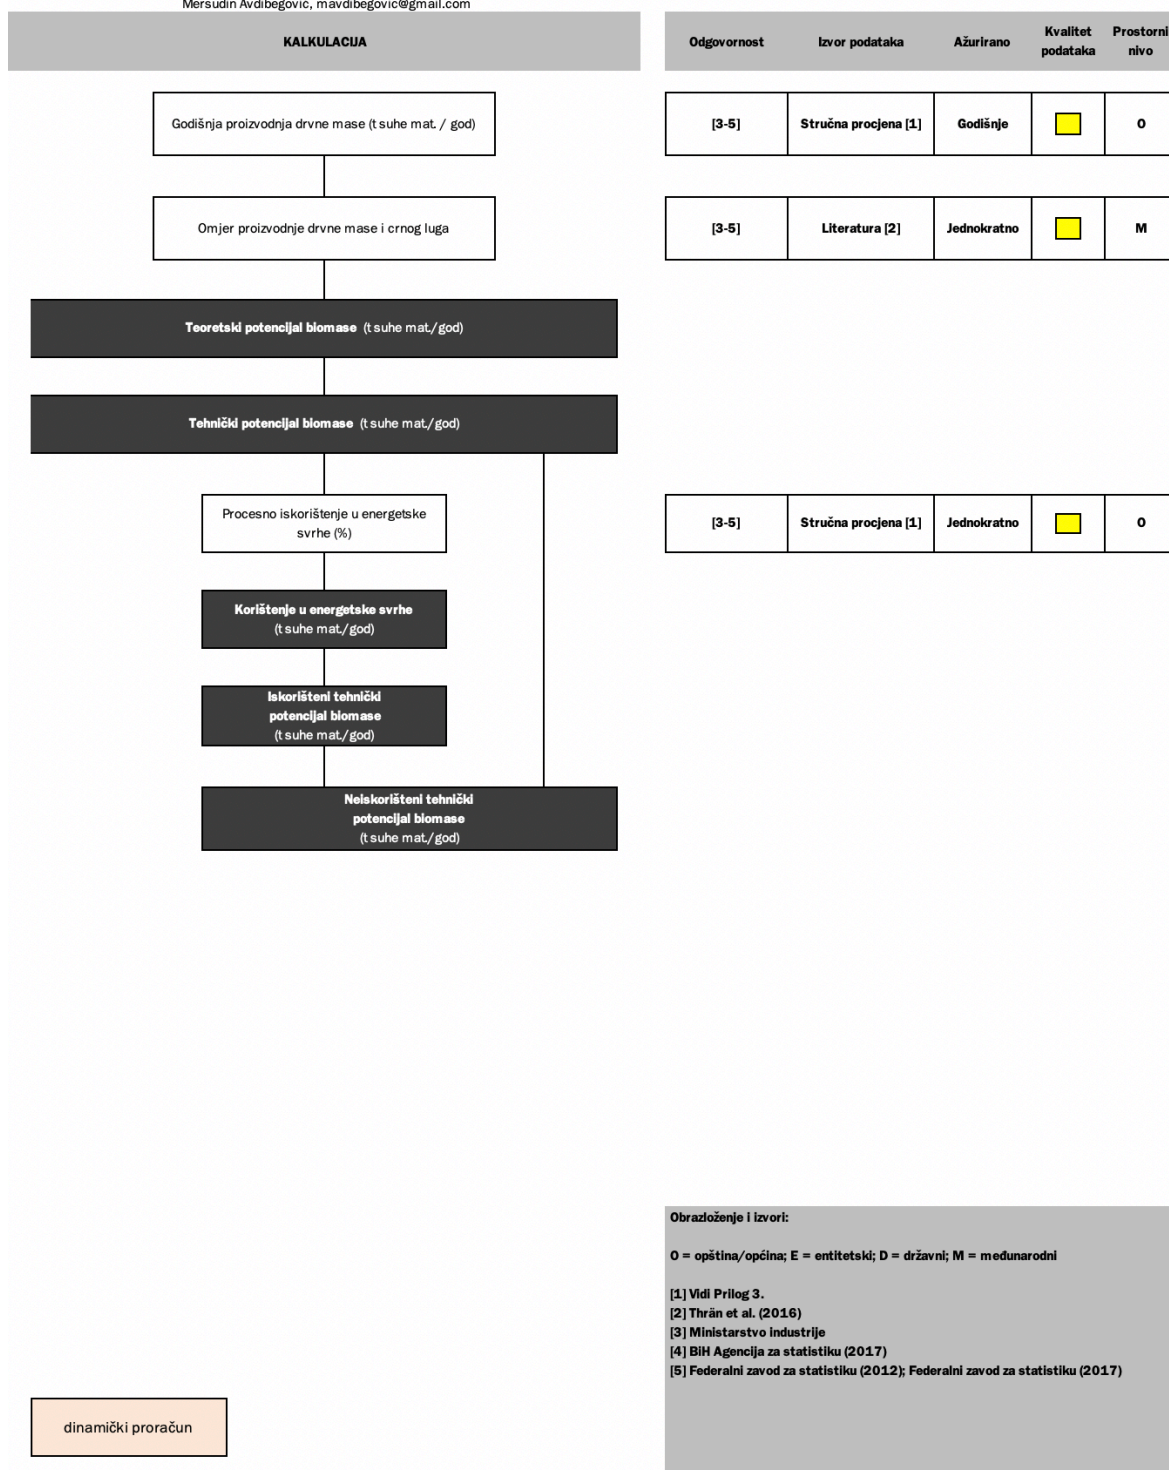 Mersudin Avdibegović, mavdibegovic@gmail.com
KALKULACIJA
Odgovornost
Izvor podataka
Ažurirano
Kvalitet
podataka
Prostorni
nivo
Godišnja proizvodnja drvne mase (t suhe mat. / god)
[3-5]
Stručna procjena [1]
Godišnje
O
Omjer proizvodnje drvne mase i crnog luga
[3-5]
Literatura [2]
Jednokratno
M
Teoretski potencijal biomase (t suhe mat./god)
Tehnički potencijal biomase (t suhe mat./god)
Procesno iskorištenje u energetske
svrhe (%)
[3-5]
Stručna procjena [1]
Jednokratno
O
Korištenje u energetske svrhe
(t suhe mat./god)
Iskorišteni tehnički
potencijal biomase
(t suhe mat./god)
Neiskorišteni tehnički
potencijal biomase
(t suhe mat./god)
Obrazloženje i izvori:
O = opština/općina; E = entitetski; D = državni; M = međunarodni
[1] Vidi Prilog 3.
[2] Thrän et al. (2016)
[3] Ministarstvo industrije
[4] BiH Agencija za statistiku (2017)
[5] Federalni zavod za statistiku (2012); Federalni zavod za statistiku (2017)
dinamički proračun